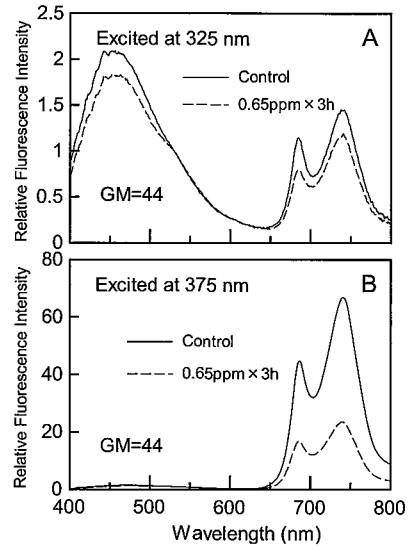 Relative Fluorescence Intensity
2.5
2
1.5
1
0.5
0
Excited at 325 nm
A
Control
0.65ppm × 3h
GM=44
Relative Fluorescence Intensity
80
60
40
20
0
Excited at 375 nm
B
Control
0.65ppm × 3h
GM=44
400 500 600 700 800
Wavelength (nm)